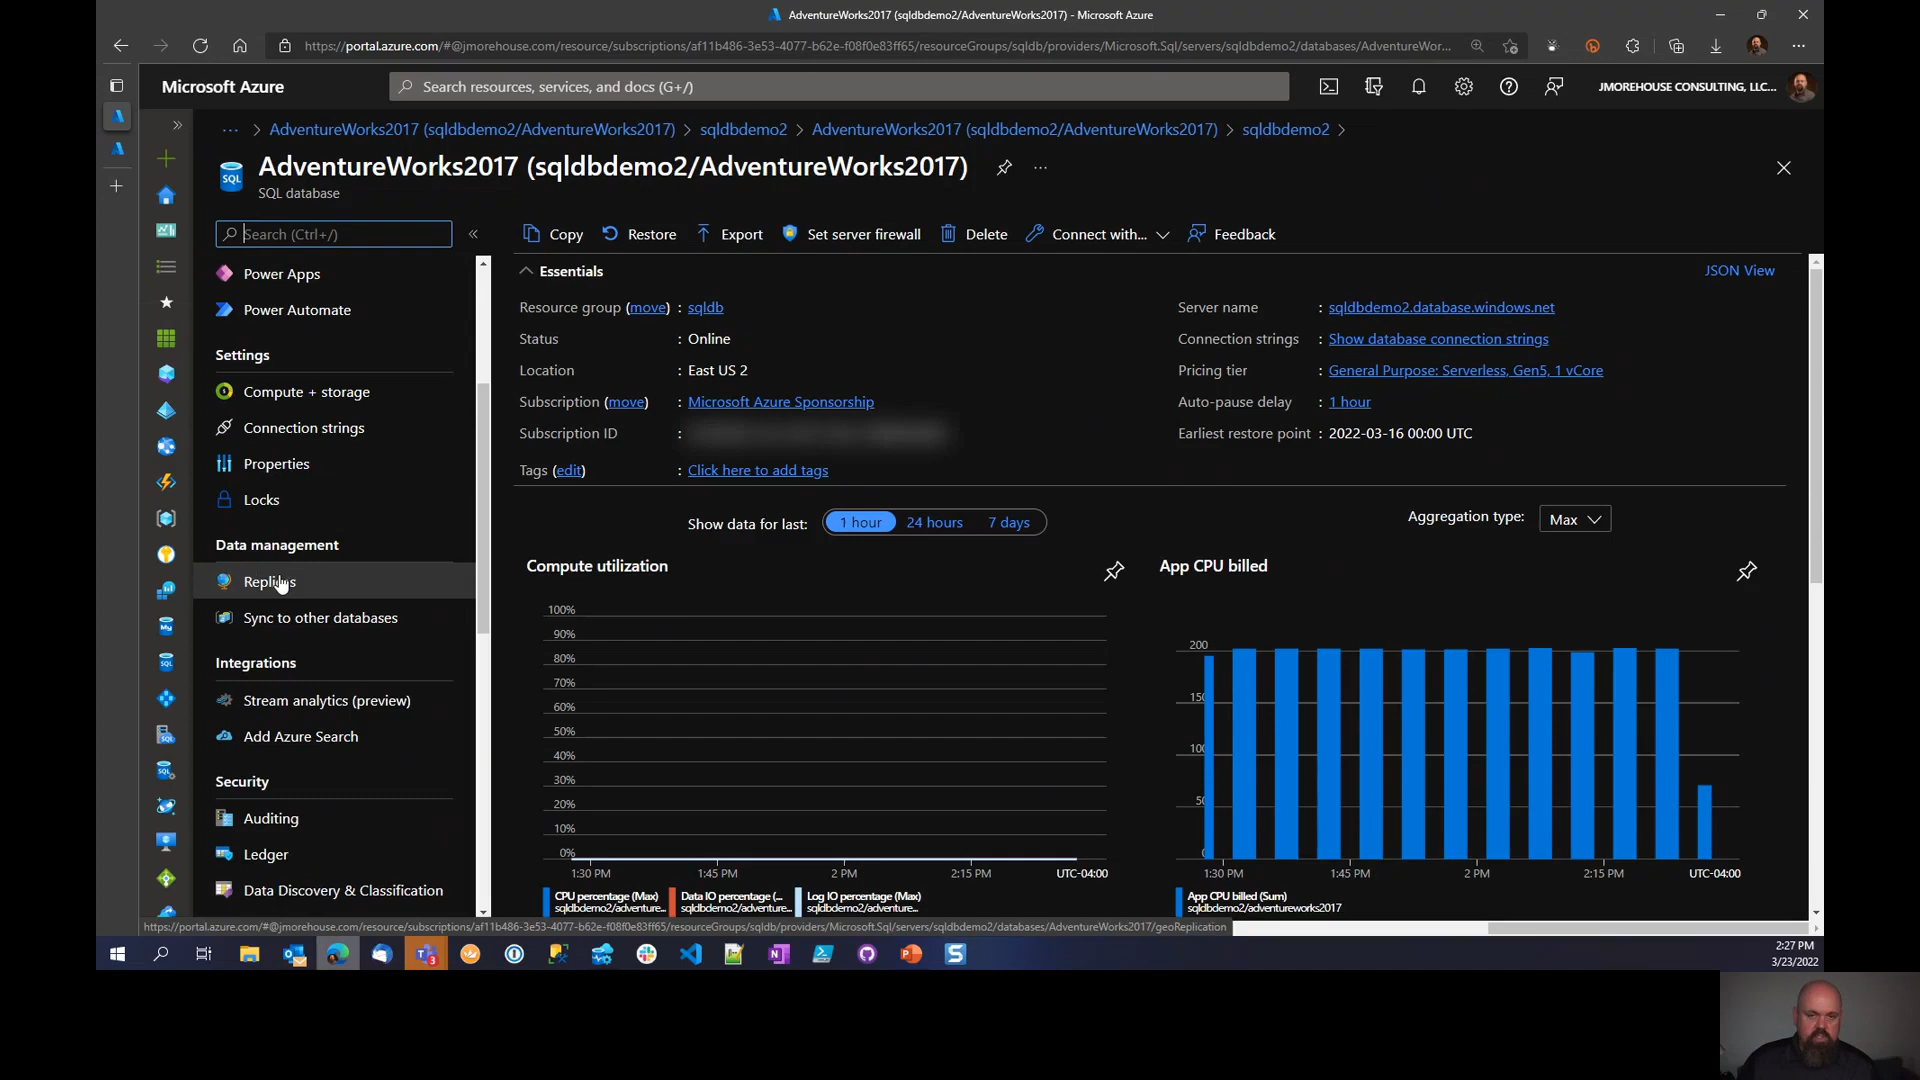 AdventureWorks2017 (sqldbdemo2/AdventureWorks2017) - Microsoft Azure
https://portal.azure.com/#@jmorehouse.com/resource/subscriptions/af11b486-3e53-4077-b62e-f08f0e83ff65/resourceGroups/sqldb/providers/Microsoft.Sql/servers/sqldbdemo2/databases/AdventureWor...
Microsoft Azure
Search resources, services, and docs (G+/)
JMOREHOUSE CONSULTING, LLC...
... > AdventureWorks2017 (sqldbdemo2/AdventureWorks2017) > sqldbdemo2 > AdventureWorks2017 (sqldbdemo2/AdventureWorks2017) > sqldbdemo2 >
AdventureWorks2017 (sqldbdemo2/AdventureWorks2017)
SQL database
Search (Ctrl+/)
Power Apps
Power Automate
Settings
Compute + storage
Connection strings
Properties
Locks
Data management
Replicas
Sync to other databases
Integrations
Stream analytics (preview)
Add Azure Search
Security
Auditing
Ledger
Data Discovery & Classification
Copy Restore Export Set server firewall Delete Connect with... Feedback
Essentials
JSON View
Resource group (move) : sqldb
Status : Online
Location : East US 2
Subscription (move) : Microsoft Azure Sponsorship
Subscription ID :
Tags (edit) : Click here to add tags
Server name : sqldbdemo2.database.windows.net
Connection strings : Show database connection strings
Pricing tier : General Purpose: Serverless, Gen5, 1 vCore
Auto-pause delay : 1 hour
Earliest restore point : 2022-03-16 00:00 UTC
Show data for last: 1 hour 24 hours 7 days
Aggregation type: Max
Compute utilization
100%
90%
80%
70%
60%
50%
40%
30%
20%
10%
0%
1:30 PM 1:45 PM 2 PM 2:15 PM UTC-04:00
CPU percentage (Max) Data IO percentage (... Log IO percentage (Max)
sqldbdemo2/adventure... sqldbdemo2/adventure... sqldbdemo2/adventure...
App CPU billed
200
150
100
50
0
1:30 PM 1:45 PM 2 PM 2:15 PM UTC-04:00
App CPU billed (Sum)
sqldbdemo2/adventureworks2017
https://portal.azure.com/#@jmorehouse.com/resource/subscriptions/af11b486-3e53-4077-b62e-f08f0e83ff65/resourceGroups/sqldb/providers/Microsoft.Sql/servers/sqldbdemo2/databases/AdventureWorks2017/geoReplication
2:27 PM
3/23/2022